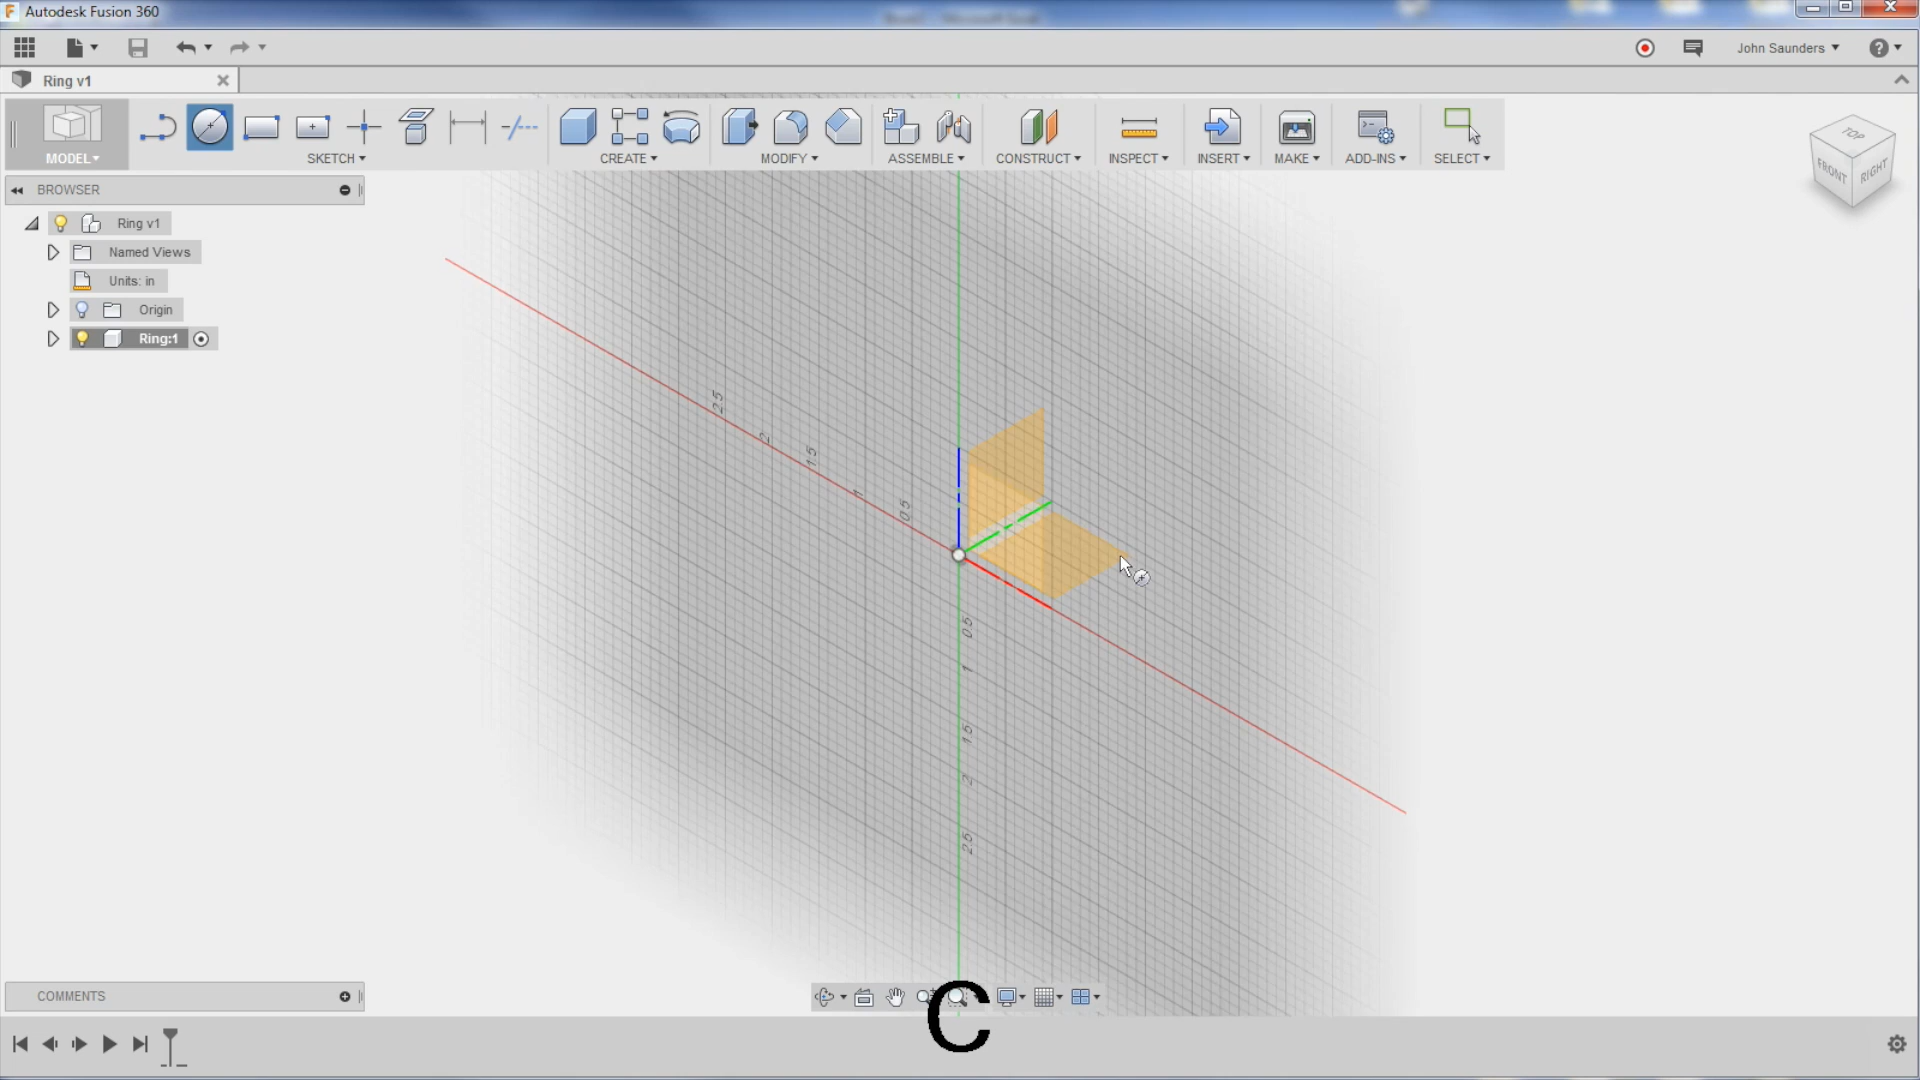 Autodesk Fusion 360
John Saunders
Ring v1
MODEL
SKETCH
CREATE
MODIFY
ASSEMBLE
CONSTRUCT
INSPECT
INSERT
MAKE
ADD-INS
SELECT
TOP
FRONT
RIGHT
BROWSER
Ring v1
Named Views
Units: in
Origin
Ring:1
2.5
2
1.5
1
0.5
0.5
1
1.5
2
2.5
COMMENTS
C